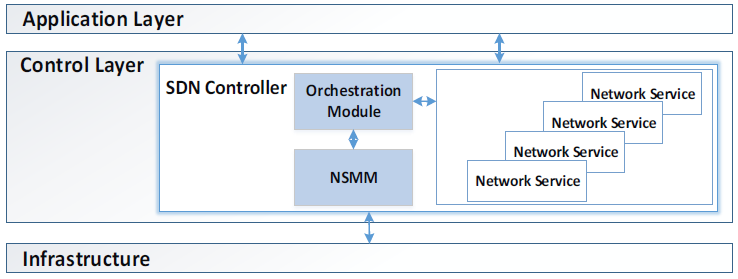 Application Layer
Control Layer
SDN Controller
Orchestration
Module
NSMM
Network Service
Network Service
Network Service
Network Service
Infrastructure